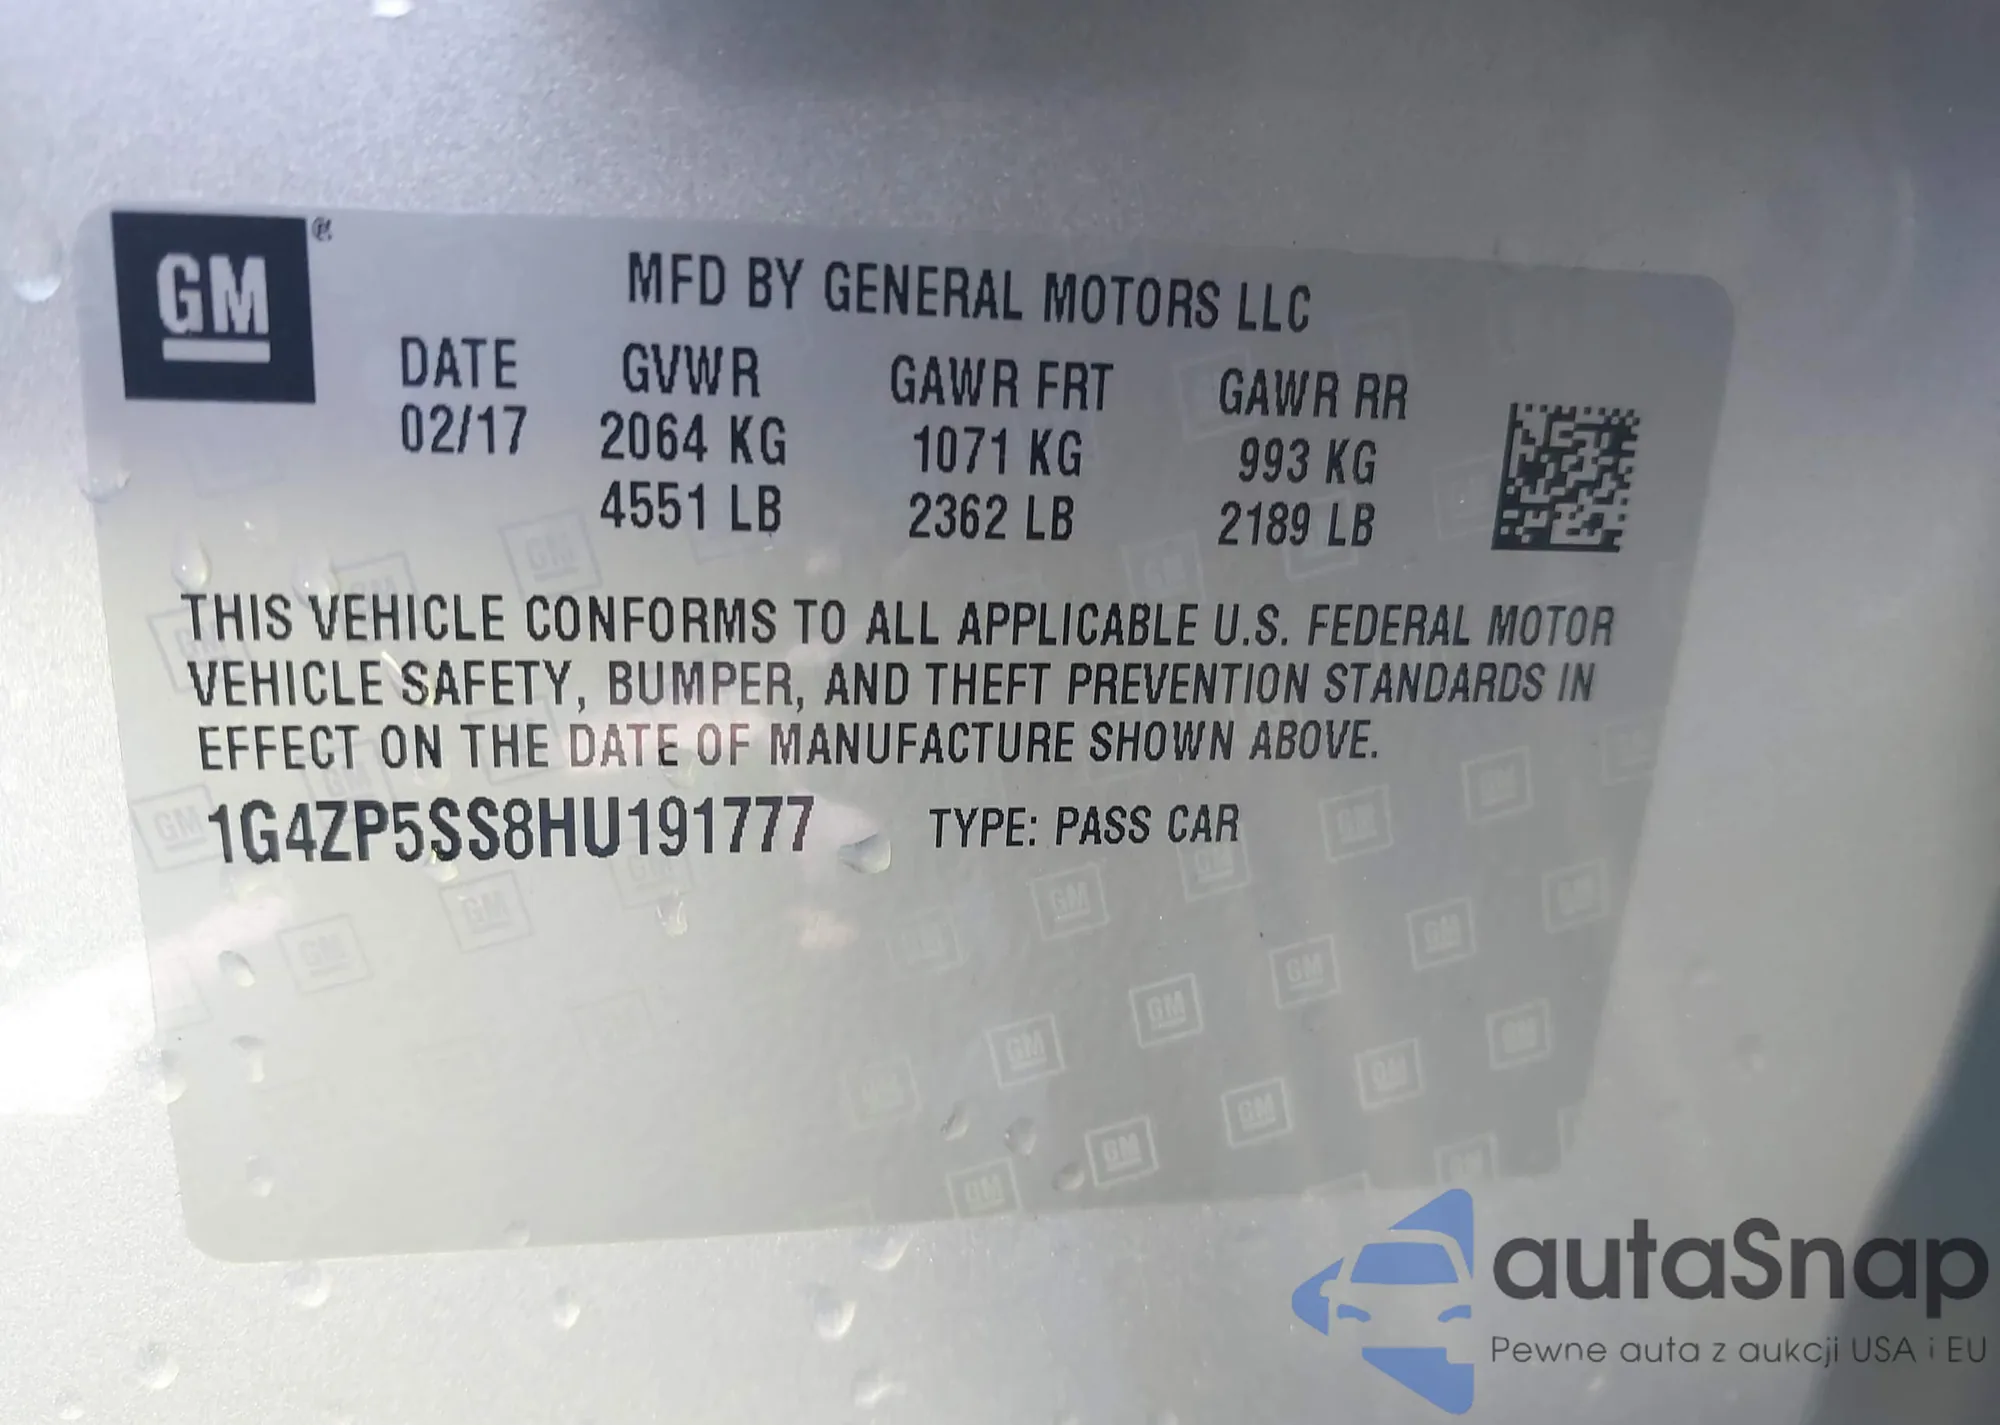 GM
MFD BY GENERAL MOTORS LLC
DATE GVWR GAWR FRT GAWR RR
02/17 2064 KG 1071 KG 993 KG
4551 LB 2362 LB 2189 LB
THIS VEHICLE CONFORMS TO ALL APPLICABLE U.S. FEDERAL MOTOR
VEHICLE SAFETY, BUMPER, AND THEFT PREVENTION STANDARDS IN
EFFECT ON THE DATE OF MANUFACTURE SHOWN ABOVE.
1G4ZP5SS8HU191777 TYPE: PASS CAR
autaSnap
Pewne auta z aukcji USA i EU